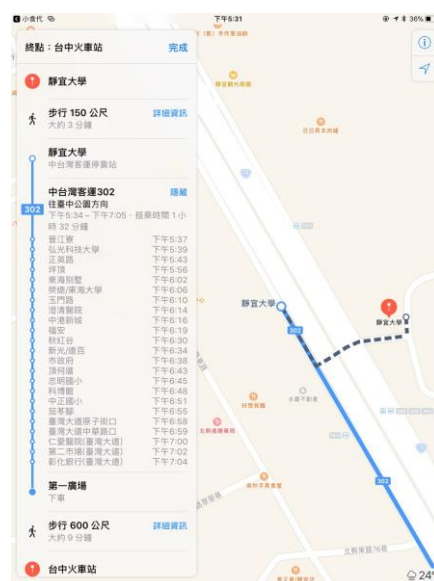 小食代
下午5:31
36%
終點：台中火車站
完成
靜宜大學
步行 150 公尺
詳細資訊
大約 3 分鐘
靜宜大學
中台灣客運停靠站
中台灣客運302
隱藏
302
往臺中公園方向
下午5:34 – 下午7:05 · 搭乘時間 1 小
時 32 分鐘
晉江寮 下午5:37
弘光科技大學 下午5:39
正英路 下午5:43
坪頂 下午5:56
東海別墅 下午6:02
榮總/東海大學 下午6:06
玉門路 下午6:10
澄清醫院 下午6:14
中港新城 下午6:16
福安 下午6:19
秋紅谷 下午6:30
新光/遠百 下午6:34
市政府 下午6:38
頂何厝 下午6:43
忠明國小 下午6:45
科博館 下午6:48
中正國小 下午6:51
茄苳腳 下午6:55
臺灣大道原子街口 下午6:58
臺灣大道中華路口 下午6:59
仁愛醫院(臺灣大道) 下午7:00
第二市場(臺灣大道) 下午7:02
彰化銀行(臺灣大道) 下午7:04
第一廣場
下車
步行 600 公尺
詳細資訊
大約 9 分鐘
台中火車站
靜宜大學
302
靜宜大學
302
北勢東路76巷
24°